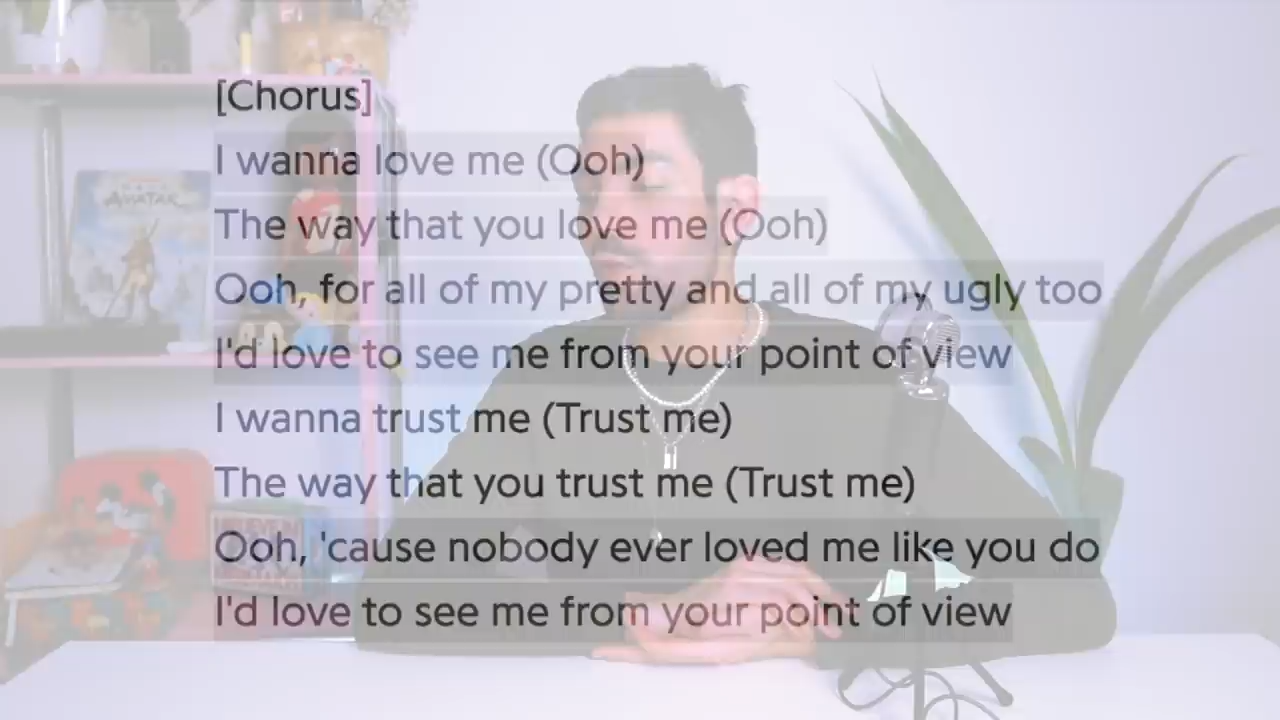 [Chorus]
I wanna love me (Ooh)
The way that you love me (Ooh)
Ooh, for all of my pretty and all of my ugly too
I'd love to see me from your point of view
I wanna trust me (Trust me)
The way that you trust me (Trust me)
Ooh, 'cause nobody ever loved me like you do
I'd love to see me from your point of view
AVATAR